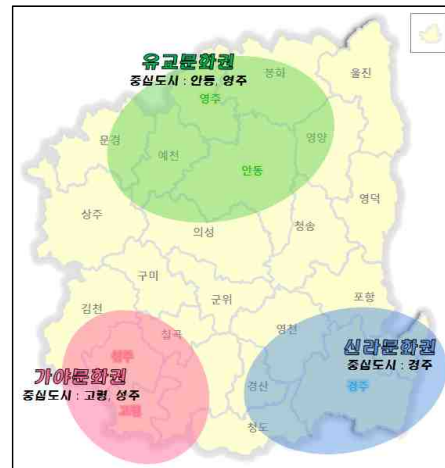 유교문화권
중심도시 : 안동, 영주
봉화
울진
영주
문경
예천
영양
안동
상주
영덕
의성
청송
구미
군위
김천
포항
칠곡
영천
신라문화권
중심도시 : 경주
성주
가야문화권
중심도시 : 고령, 성주
경산
경주
고령
청도